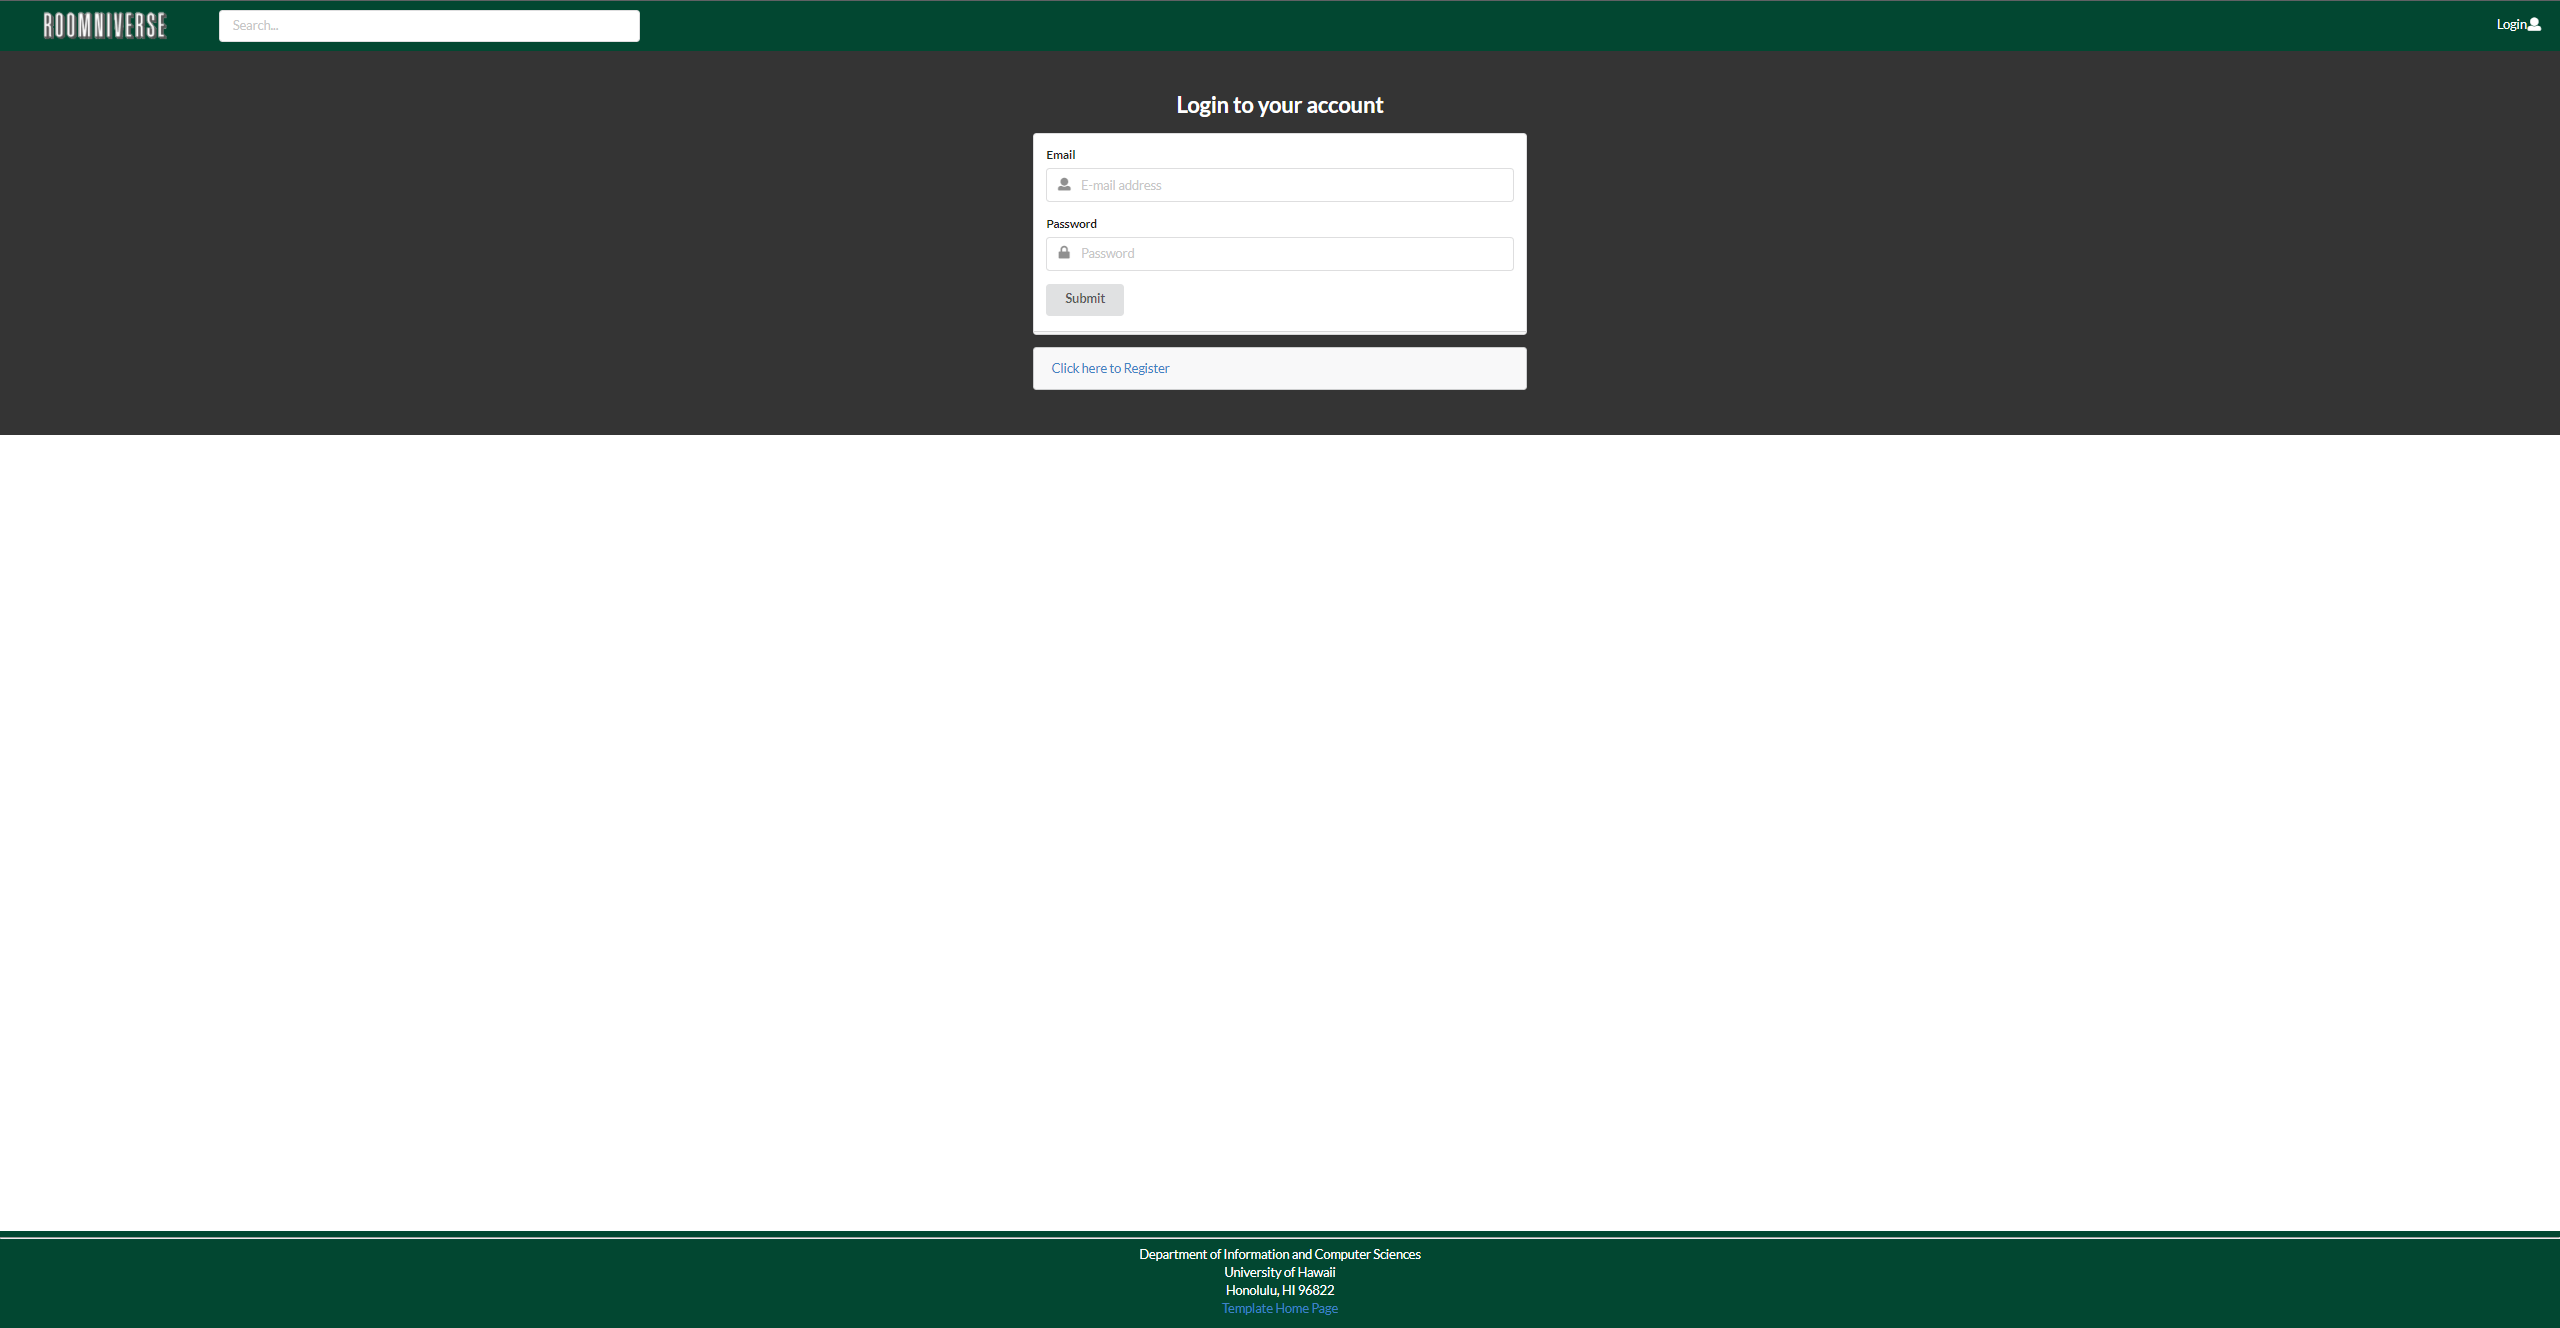 ROOMNIVERSE
Search...
Login
Login to your account
Email
E-mail address
Password
Password
Submit
Click here to Register
Department of Information and Computer Sciences
University of Hawaii
Honolulu, HI 96822
Template Home Page